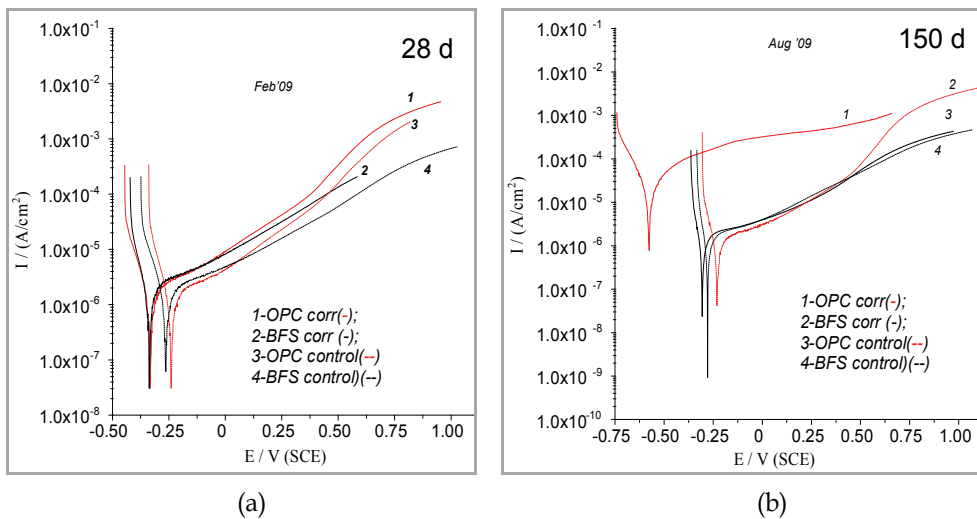 1.0x10-1
1.0x10-2
1.0x10-3
1.0x10-4
1.0x10-5
1.0x10-6
1.0x10-7
1.0x10-8
I / (A/cm2)
28 d
Feb'09
1
3
2
4
1-OPC corr(-);
2-BFS corr (-);
3-OPC control(--)
4-BFS control)(--)
-0.50 -0.25 0 0.25 0.50 0.75 1.00
E / V (SCE)
(a)
1.0x10-1
1.0x10-2
1.0x10-3
1.0x10-4
1.0x10-5
1.0x10-6
1.0x10-7
1.0x10-8
1.0x10-9
1.0x10-10
I / (A/cm2)
150 d
Aug '09
2
1
3
4
1-OPC corr(-);
2-BFS corr (-);
3-OPC control(--)
4-BFS control)(--)
-0.75 -0.50 -0.25 0 0.25 0.50 0.75 1.00
E / V (SCE)
(b)